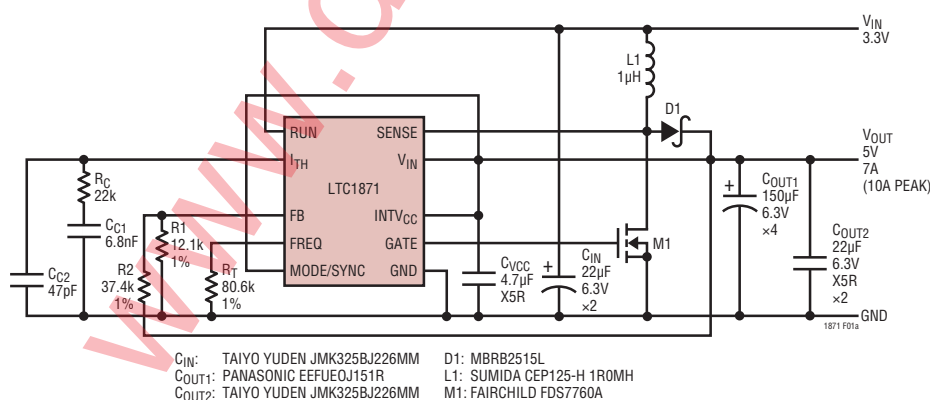 www.
V_IN
3.3V
L1
1µH
D1
RUN
SENSE
I_TH
V_IN
LTC1871
FB
INTV_CC
FREQ
GATE
MODE/SYNC
GND
R_C
22k
C_C1
6.8nF
C_C2
47pF
R1
12.1k
1%
R2
37.4k
1%
R_T
80.6k
1%
C_VCC
4.7µF
X5R
+
C_IN
22µF
6.3V
×2
M1
V_OUT
5V
7A
(10A PEAK)
+
C_OUT1
150µF
6.3V
×4
C_OUT2
22µF
6.3V
X5R
×2
GND
1871 F01a
C_IN: TAIYO YUDEN JMK325BJ226MM
C_OUT1: PANASONIC EEFUEOJ151R
C_OUT2: TAIYO YUDEN JMK325BJ226MM
D1: MBRB2515L
L1: SUMIDA CEP125-H 1R0MH
M1: FAIRCHILD FDS7760A